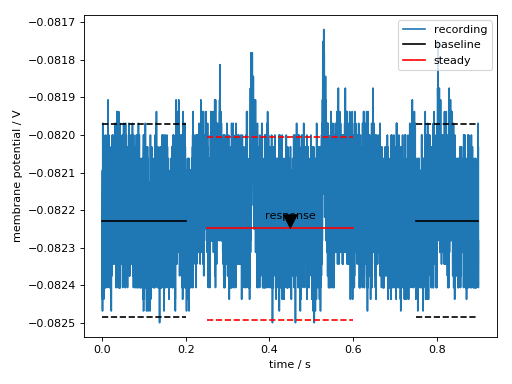 −0.0817
−0.0818
−0.0819
−0.0820
−0.0821
−0.0822
−0.0823
−0.0824
−0.0825
membrane potential / V
recording
baseline
steady
response
0.0 0.2 0.4 0.6 0.8
time / s